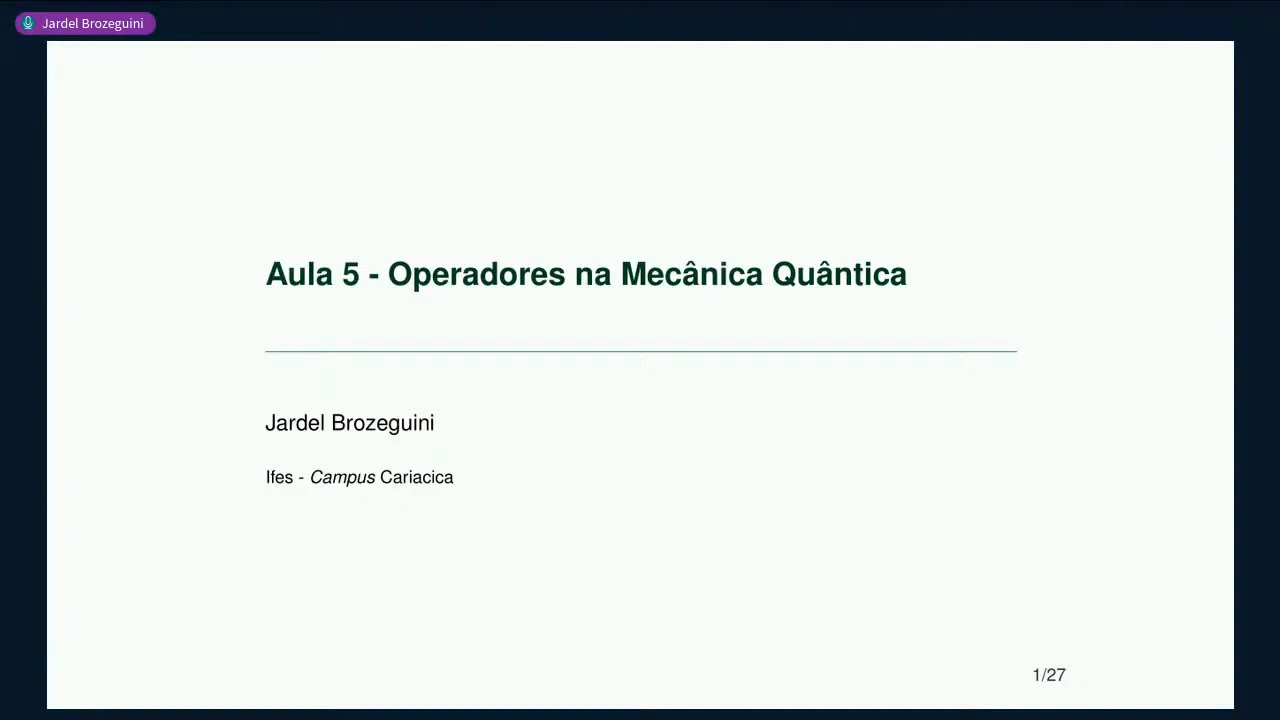 Jardel Brozeguini
Aula 5 - Operadores na Mecânica Quântica
Jardel Brozeguini
Ifes - Campus Cariacica
1/27